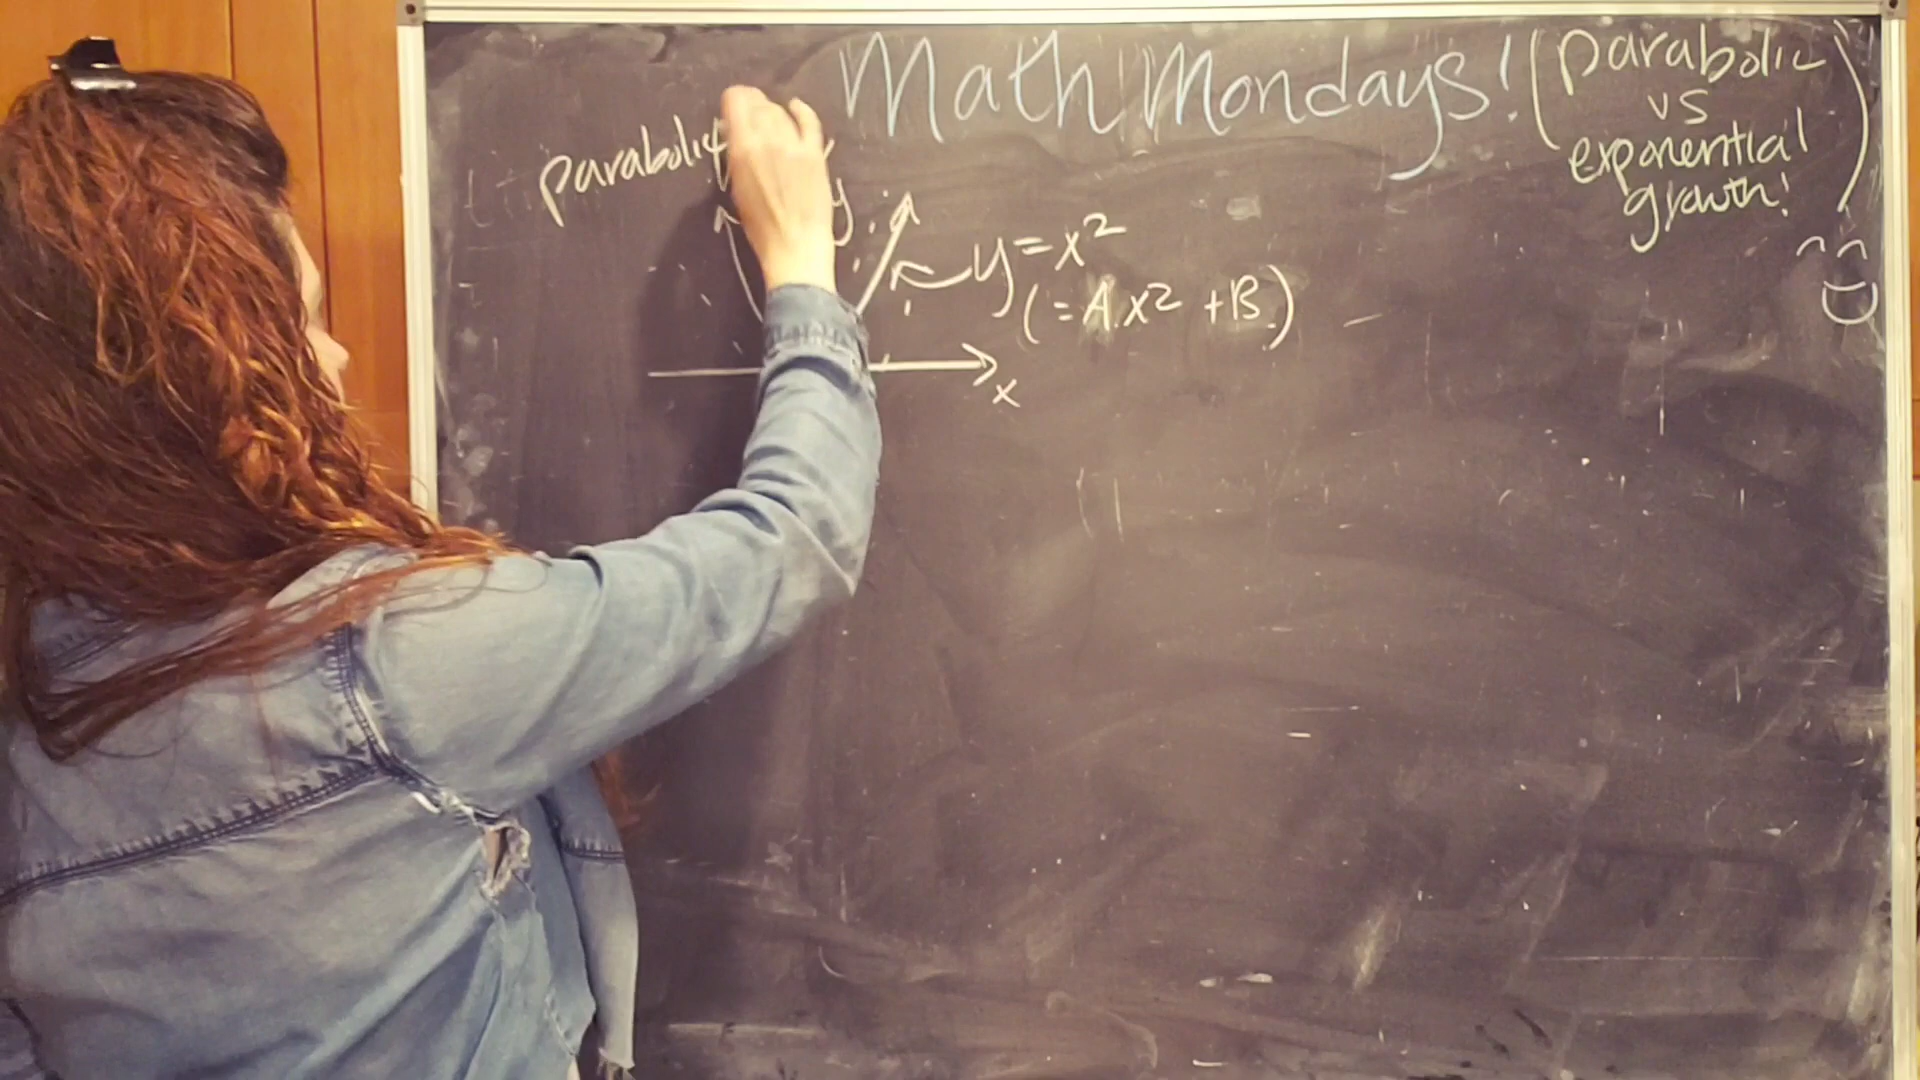 Math Mondays! (parabolic
vs
exponential
growth!)
parabolic
y
y=x²
(=Ax²+B)
x